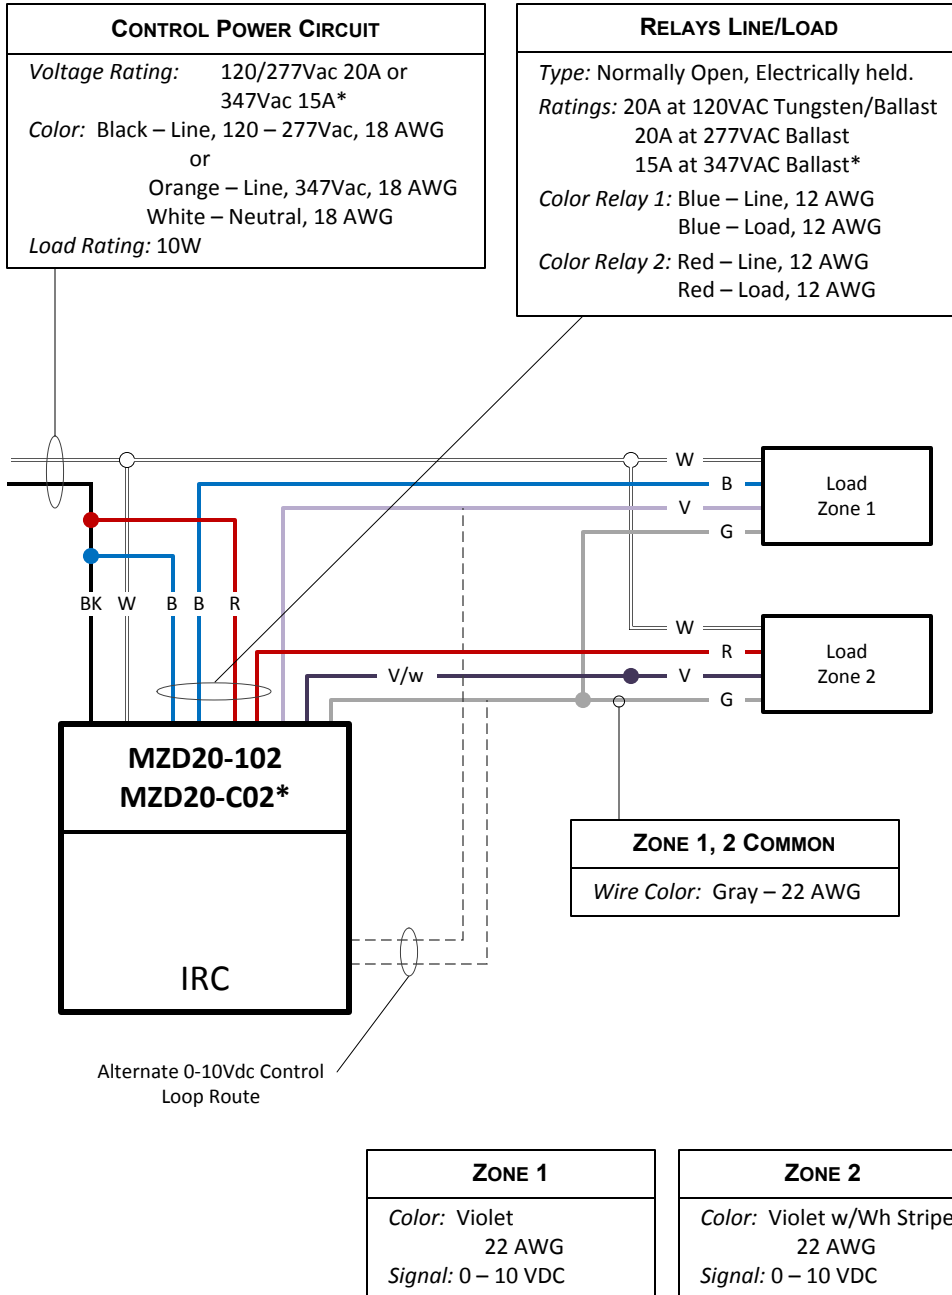 CONTROL POWER CIRCUIT
Voltage Rating: 120/277Vac 20A or
347Vac 15A*
Color: Black – Line, 120 – 277Vac, 18 AWG
or
Orange – Line, 347Vac, 18 AWG
White – Neutral, 18 AWG
Load Rating: 10W
RELAYS LINE/LOAD
Type: Normally Open, Electrically held.
Ratings: 20A at 120VAC Tungsten/Ballast
20A at 277VAC Ballast
15A at 347VAC Ballast*
Color Relay 1: Blue – Line, 12 AWG
Blue – Load, 12 AWG
Color Relay 2: Red – Line, 12 AWG
Red – Load, 12 AWG
W
B
V
G
Load
Zone 1
BK W B B R
W
R
V/w V
G
Load
Zone 2
MZD20-102
MZD20-C02*
IRC
ZONE 1, 2 COMMON
Wire Color: Gray – 22 AWG
Alternate 0-10Vdc Control
Loop Route
ZONE 1
Color: Violet
22 AWG
Signal: 0 – 10 VDC
ZONE 2
Color: Violet w/Wh Stripe
22 AWG
Signal: 0 – 10 VDC